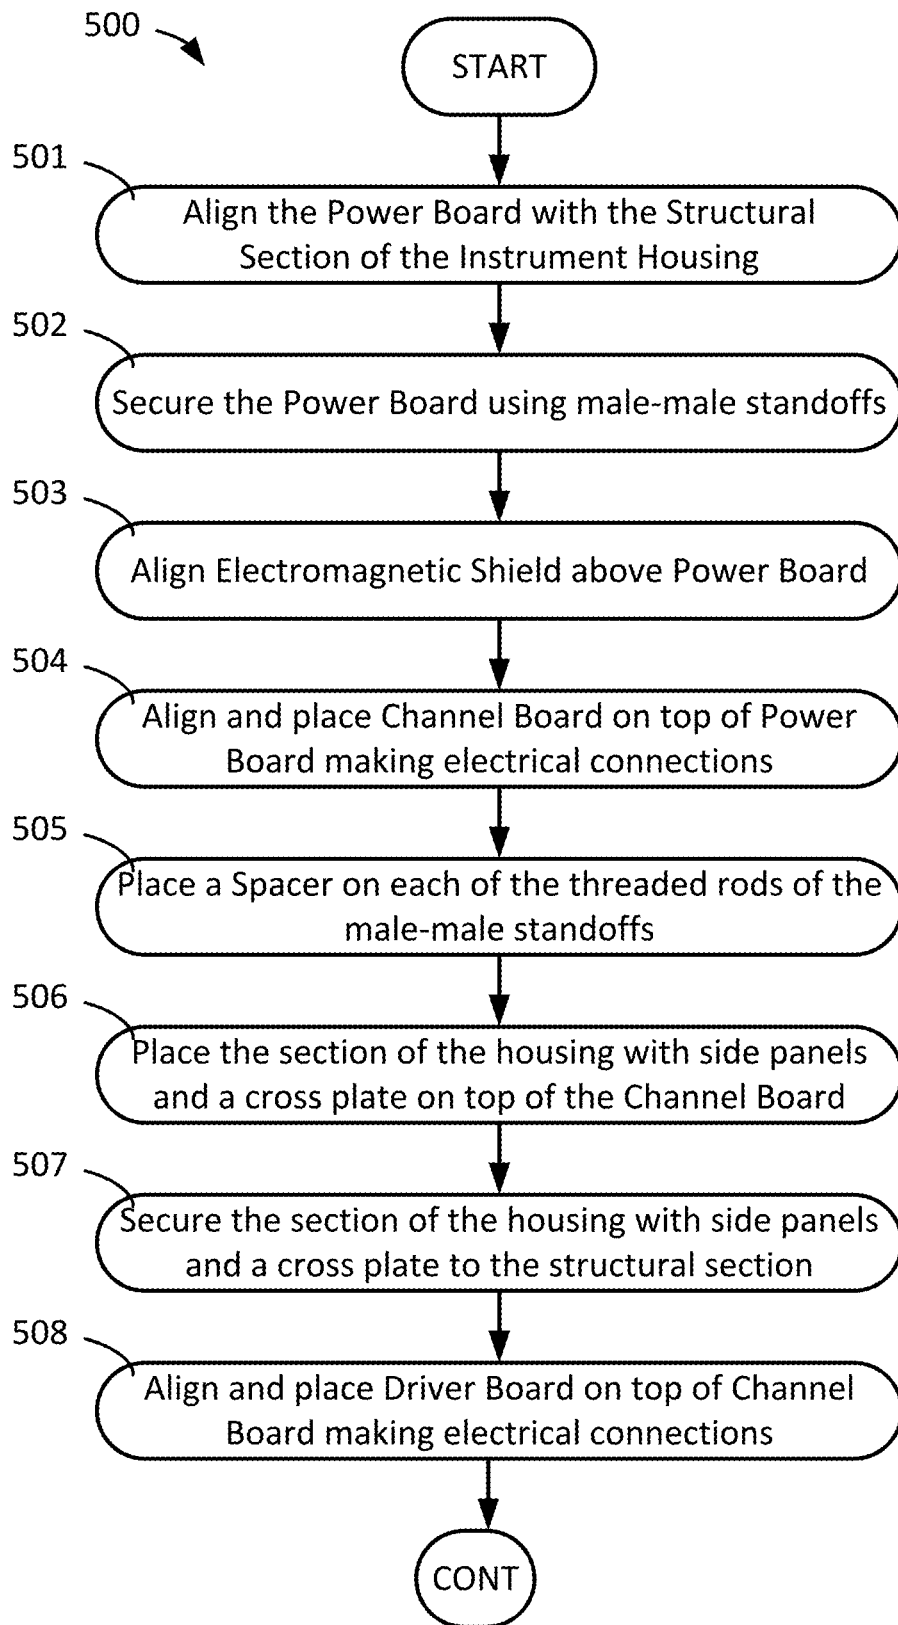 500
START
501
Align the Power Board with the Structural
Section of the Instrument Housing
502
Secure the Power Board using male-male standoffs
503
Align Electromagnetic Shield above Power Board
504
Align and place Channel Board on top of Power
Board making electrical connections
505
Place a Spacer on each of the threaded rods of the
male-male standoffs
506
Place the section of the housing with side panels
and a cross plate on top of the Channel Board
507
Secure the section of the housing with side panels
and a cross plate to the structural section
508
Align and place Driver Board on top of Channel
Board making electrical connections
CONT